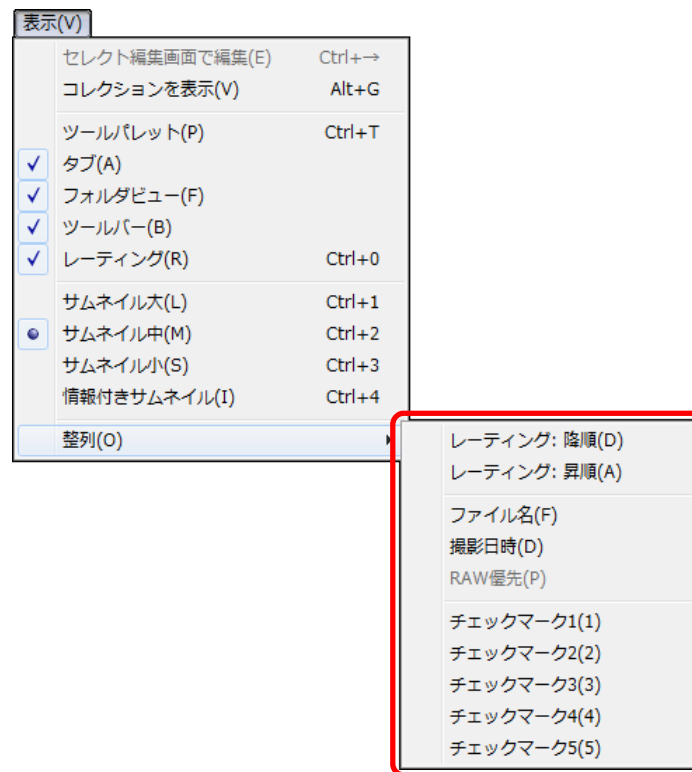 表示(V)
セレクト編集画面で編集(E) Ctrl+→
コレクションを表示(V) Alt+G
ツールパレット(P) Ctrl+T
タブ(A)
フォルダビュー(F)
ツールバー(B)
レーティング(R) Ctrl+0
サムネイル大(L) Ctrl+1
サムネイル中(M) Ctrl+2
サムネイル小(S) Ctrl+3
情報付きサムネイル(I) Ctrl+4
整列(O)
レーティング: 降順(D)
レーティング: 昇順(A)
ファイル名(F)
撮影日時(D)
RAW優先(P)
チェックマーク1(1)
チェックマーク2(2)
チェックマーク3(3)
チェックマーク4(4)
チェックマーク5(5)